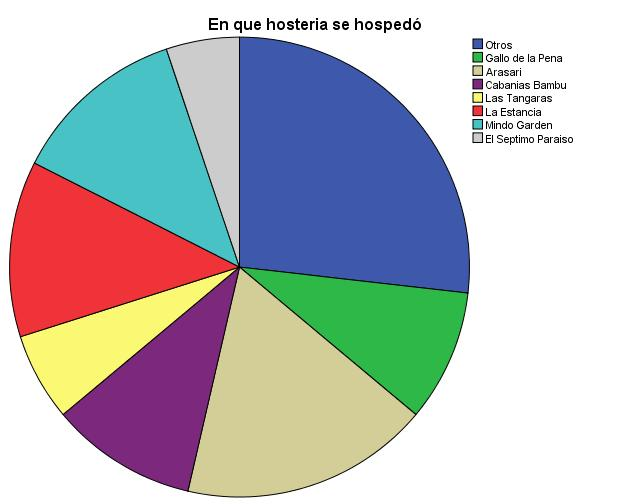 En que hosteria se hospedó
Otros
Gallo de la Pena
Arasari
Cabanias Bambu
Las Tangaras
La Estancia
Mindo Garden
El Septimo Paraiso